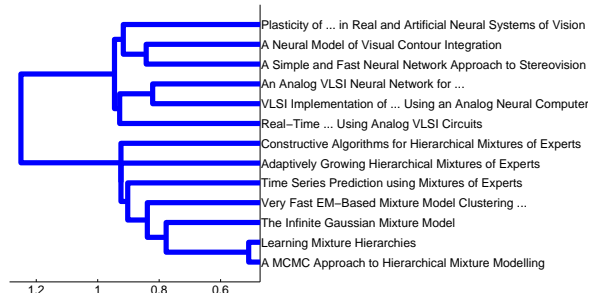 Plasticity of ... in Real and Artificial Neural Systems of Vision
A Neural Model of Visual Contour Integration
A Simple and Fast Neural Network Approach to Stereovision
An Analog VLSI Neural Network for ...
VLSI Implementation of ... Using an Analog Neural Computer
Real−Time ... Using Analog VLSI Circuits
Constructive Algorithms for Hierarchical Mixtures of Experts
Adaptively Growing Hierarchical Mixtures of Experts
Time Series Prediction using Mixtures of Experts
Very Fast EM−Based Mixture Model Clustering ...
The Infinite Gaussian Mixture Model
Learning Mixture Hierarchies
A MCMC Approach to Hierarchical Mixture Modelling
1.2 1 0.8 0.6